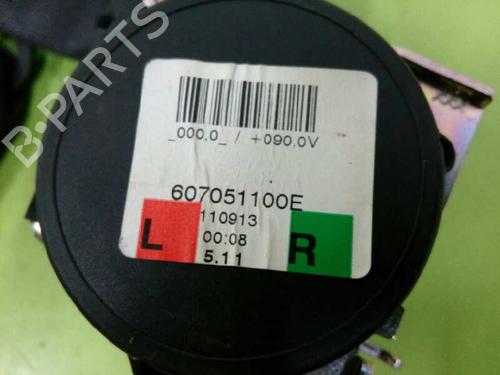 B-PARTS
_000,0_ / +090,0V
607051100E
110913
L
00:08
R
5.11